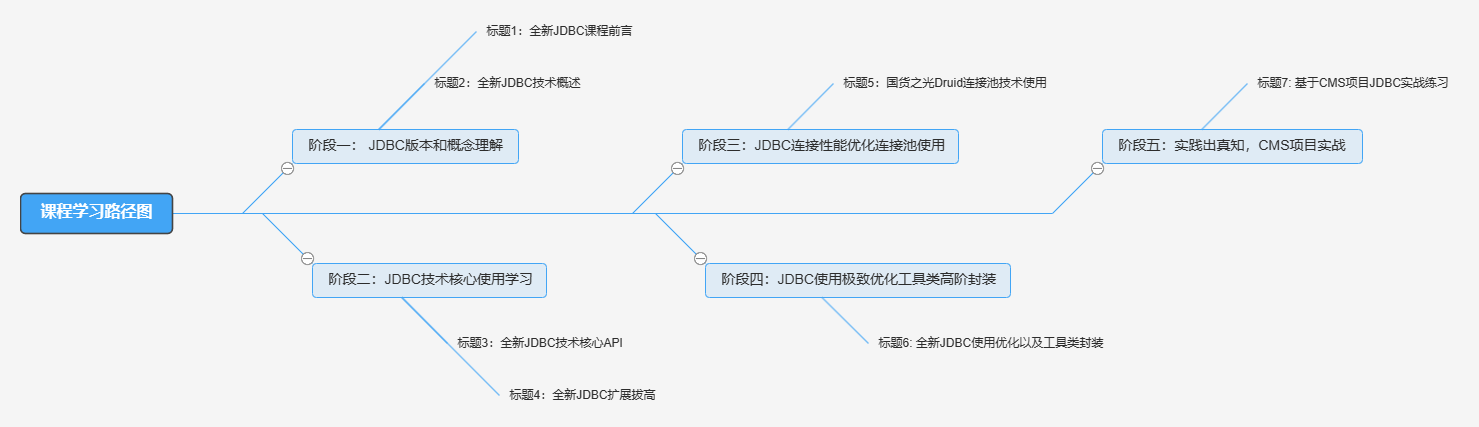 课程学习路径图
阶段一： JDBC版本和概念理解
标题1：全新JDBC课程前言
标题2：全新JDBC技术概述
阶段二：JDBC技术核心使用学习
标题3：全新JDBC技术核心API
标题4：全新JDBC扩展拔高
阶段三：JDBC连接性能优化连接池使用
标题5：国货之光Druid连接池技术使用
阶段四：JDBC使用极致优化工具类高阶封装
标题6: 全新JDBC使用优化以及工具类封装
阶段五：实践出真知，CMS项目实战
标题7: 基于CMS项目JDBC实战练习